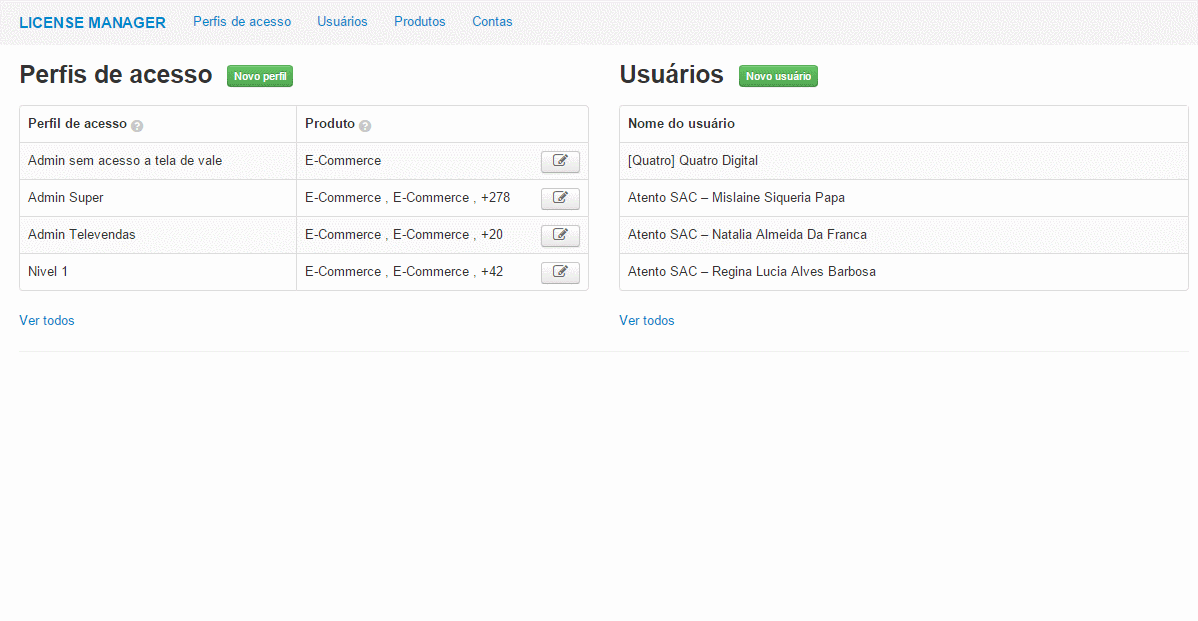 LICENSE MANAGER Perfis de acesso Usuários Produtos Contas
Perfis de acesso Novo perfil
Perfil de acesso ? Produto ?
Admin sem acesso a tela de vale E-Commerce
Admin Super E-Commerce , E-Commerce , +278
Admin Televendas E-Commerce , E-Commerce , +20
Nivel 1 E-Commerce , E-Commerce , +42
Ver todos
Usuários Novo usuário
Nome do usuário
[Quatro] Quatro Digital
Atento SAC – Mislaine Siqueria Papa
Atento SAC – Natalia Almeida Da Franca
Atento SAC – Regina Lucia Alves Barbosa
Ver todos